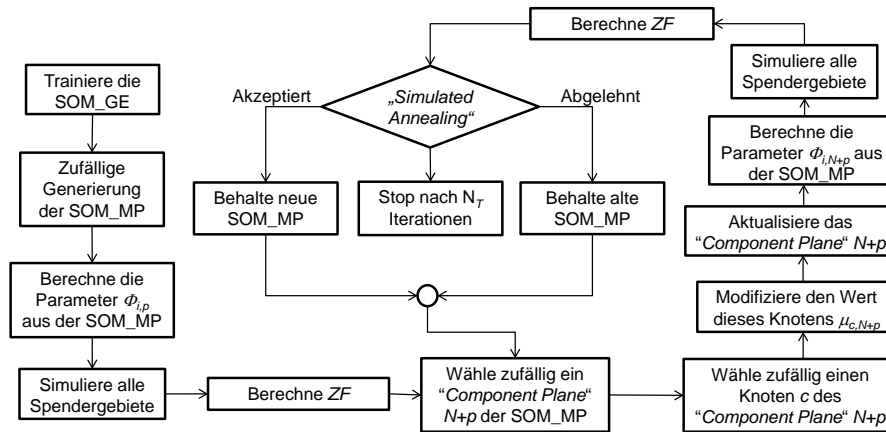 Trainiere die
SOM_GE
Zufällige
Generierung
der SOM_MP
Berechne die
Parameter Φi,p
aus der SOM_MP
Simuliere alle
Spendergebiete
Berechne ZF
Wähle zufällig ein
“Component Plane“
N+p der SOM_MP
Wähle zufällig einen
Knoten c des
“Component Plane“ N+p
Modifiziere den Wert
dieses Knotens μc,N+p
Aktualisiere das
“Component Plane“ N+p
Berechne die
Parameter Φi,N+p aus
der SOM_MP
Simuliere alle
Spendergebiete
Berechne ZF
„Simulated
Annealing“
Akzeptiert
Abgelehnt
Behalte neue
SOM_MP
Stop nach NT
Iterationen
Behalte alte
SOM_MP